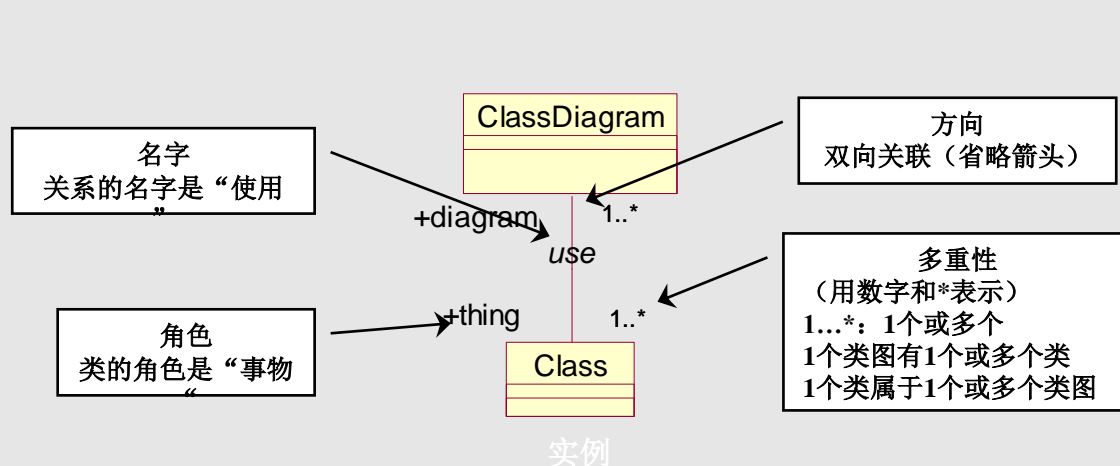 ClassDiagram
名字
关系的名字是“使用
”
方向
双向关联（省略箭头）
+diagram
1..*
use
多重性
（用数字和*表示）
1…*：1个或多个
1个类图有1个或多个类
1个类属于1个或多个类图
角色
类的角色是“事物
“
+thing
1..*
Class
实例